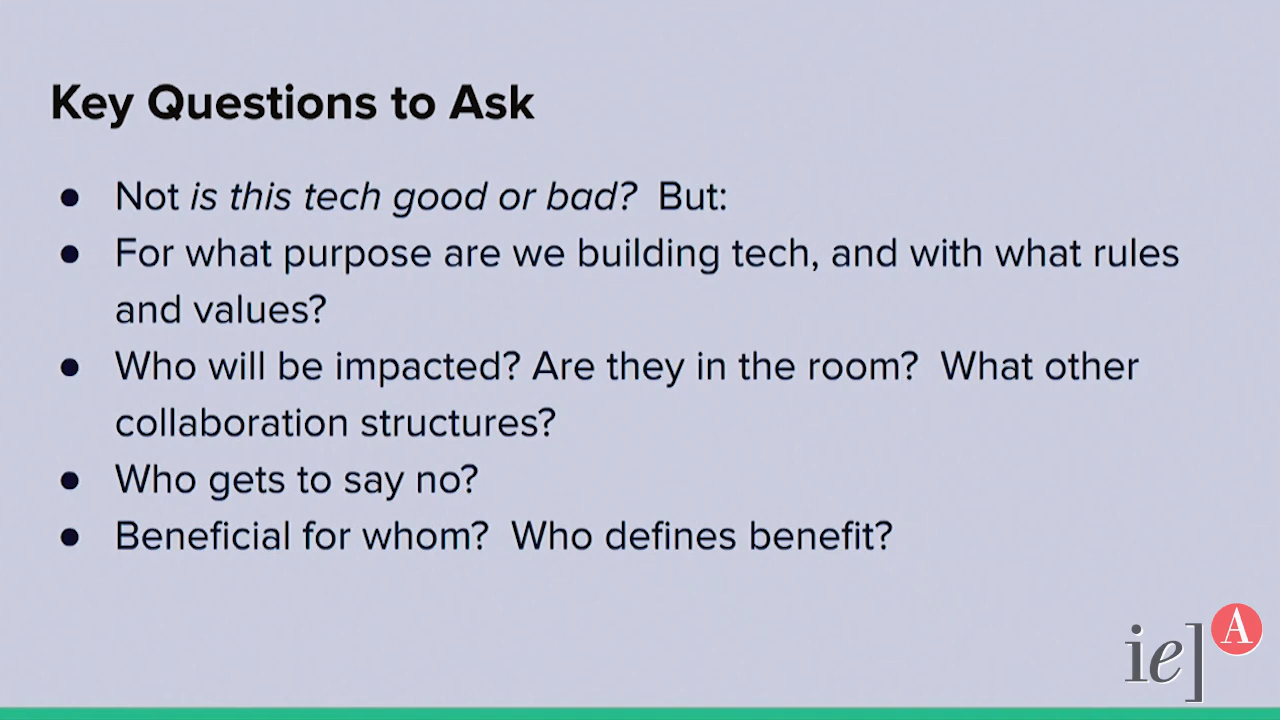 Key Questions to Ask
● Not is this tech good or bad?  But:
● For what purpose are we building tech, and with what rules
and values?
● Who will be impacted? Are they in the room?  What other
collaboration structures?
● Who gets to say no?
● Beneficial for whom?  Who defines benefit?
ie] A